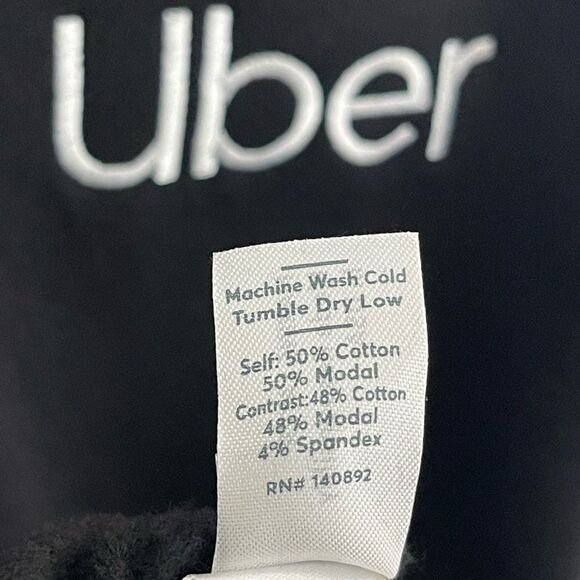 Uber
Machine Wash Cold
Tumble Dry Low
Self: 50% Cotton
50% Modal
Contrast:48% Cotton
48% Modal
4% Spandex
RN# 140892